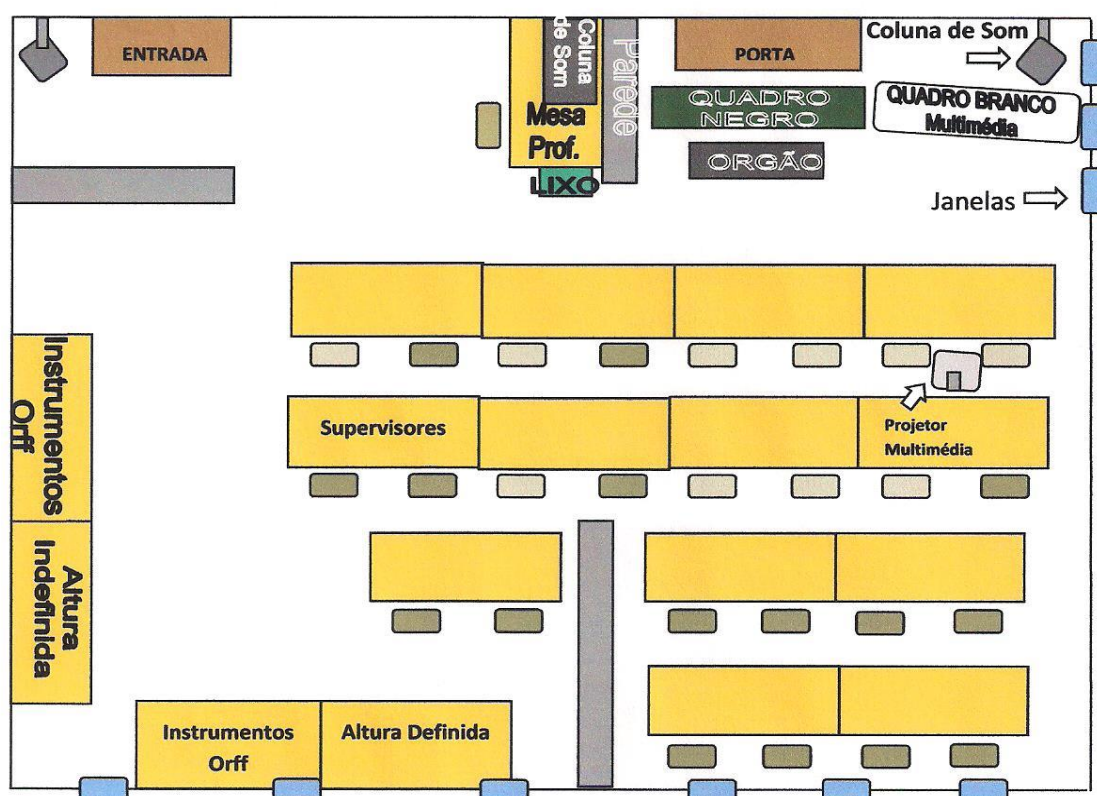 ENTRADA
Coluna
de Som
Parede
PORTA
Coluna de Som
Mesa
Prof.
LIXO
QUADRO
NEGRO
QUADRO BRANCO
Multimédia
ORGÃO
Janelas
Instrumentos
Orff
Supervisores
Projetor
Multimédia
Altura
Indefinida
Instrumentos
Orff
Altura Definida